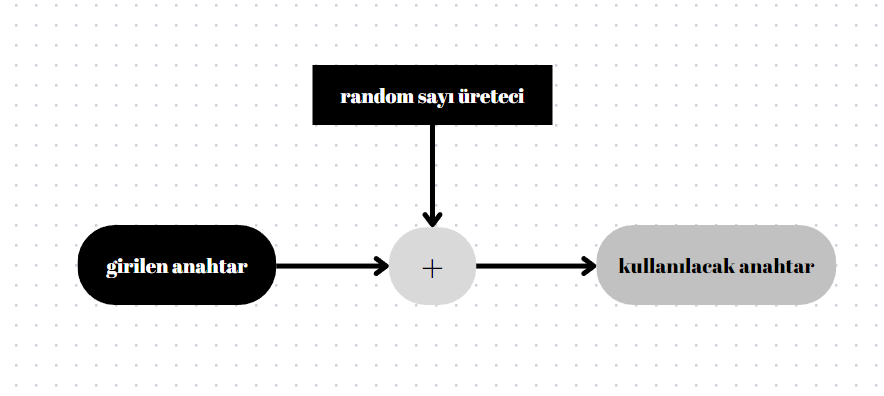 random sayı üreteci
girilen anahtar
+
kullanılacak anahtar